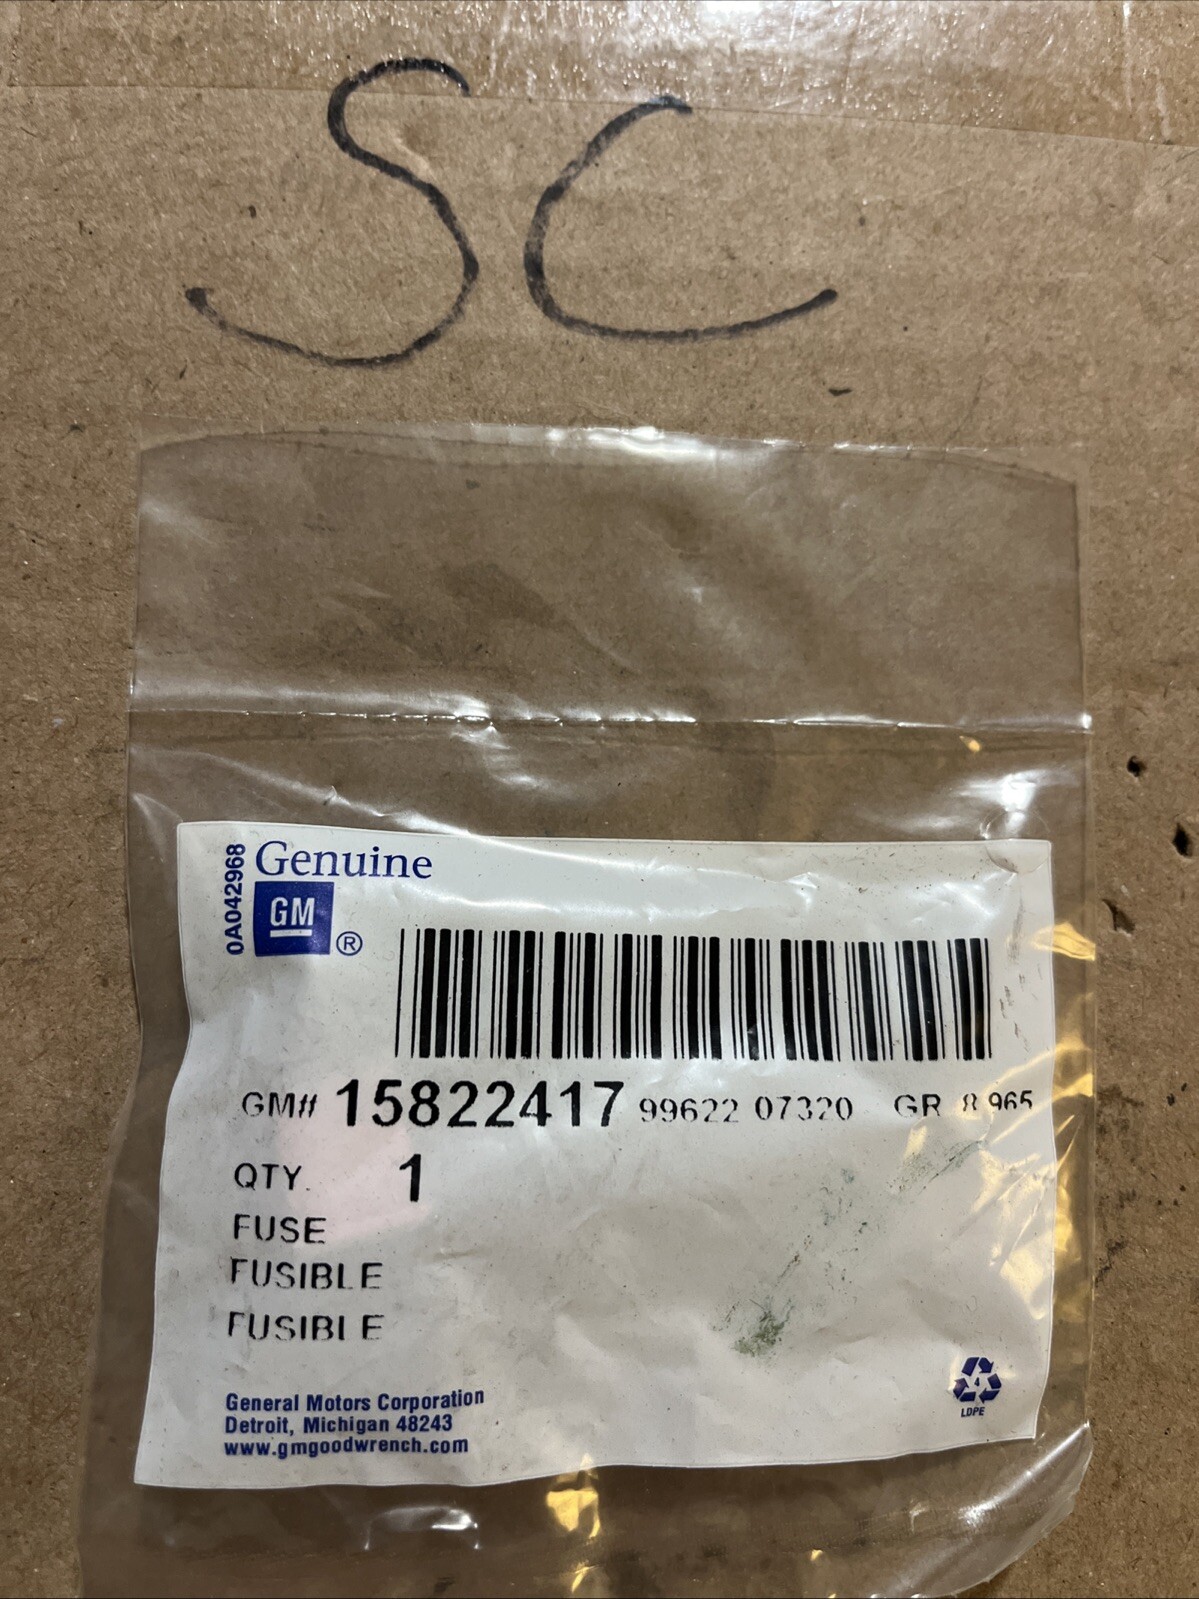 SC
0A042968
Genuine
GM ®
GM# 15822417 99622 07320 GR 8 965
QTY. 1
FUSE
FUSIBLE
FUSIBLE
General Motors Corporation
Detroit, Michigan 48243
www.gmgoodwrench.com
4
LDPE